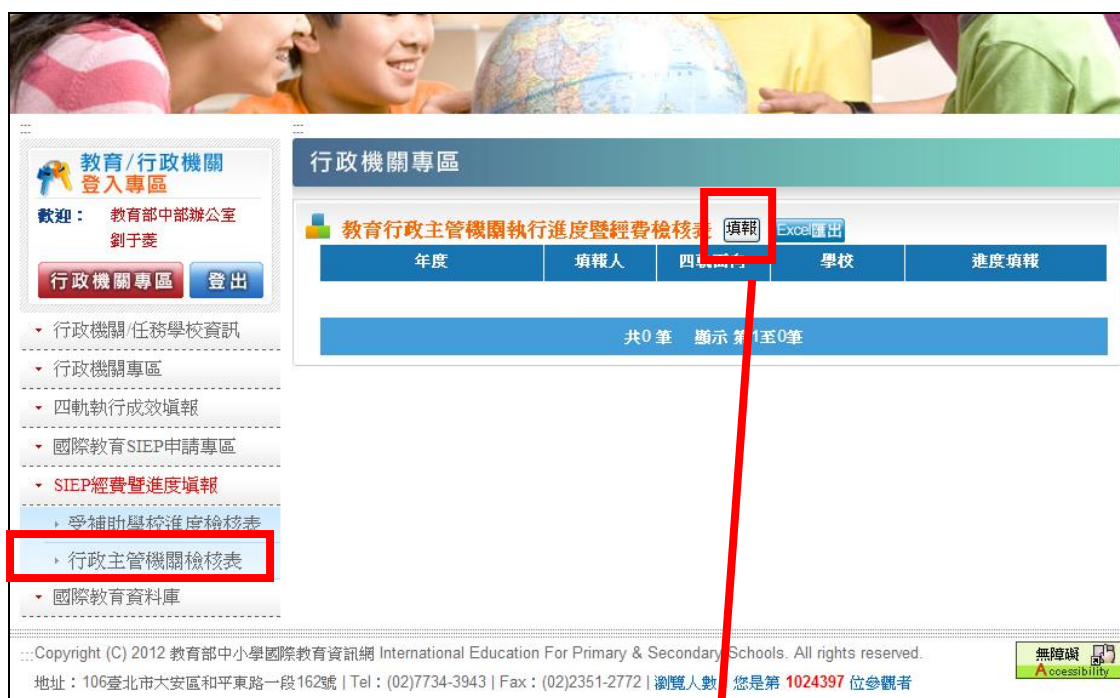 :::
教育/行政機關
登入專區
歡迎： 教育部中部辦公室
劉于菱
行政機關專區 登出
行政機關/任務學校資訊
行政機關專區
四軌執行成效填報
國際教育SIEP申請專區
SIEP經費暨進度填報
受補助學校進度檢核表
行政主管機關檢核表
國際教育資料庫
:::
行政機關專區
教育行政主管機關執行進度暨經費檢核表 填報 Excel匯出
年度 填報人 四軌面向 學校 進度填報
共0 筆 顯示 第1至0筆
:::Copyright (C) 2012 教育部中小學國際教育資訊網 International Education For Primary & Secondary Schools. All rights reserved.
地址：106臺北市大安區和平東路一段162號 | Tel：(02)7734-3943 | Fax：(02)2351-2772 | 瀏覽人數 您是第 1024397 位參觀者
無障礙
Accessibility